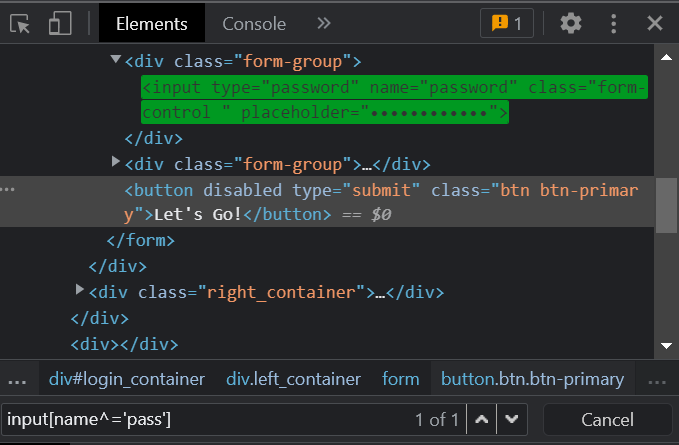 Elements Console » 1
<div class="form-group">
<input type="password" name="password" class="form-
control " placeholder="••••••••••••">
</div>
<div class="form-group">…</div>
... <button disabled type="submit" class="btn btn-primar
y">Let's Go!</button> == $0
</form>
</div>
<div class="right_container">…</div>
</div>
<div></div>
... div#login_container div.left_container form button.btn.btn-primary ...
input[name^='pass'] 1 of 1 Cancel